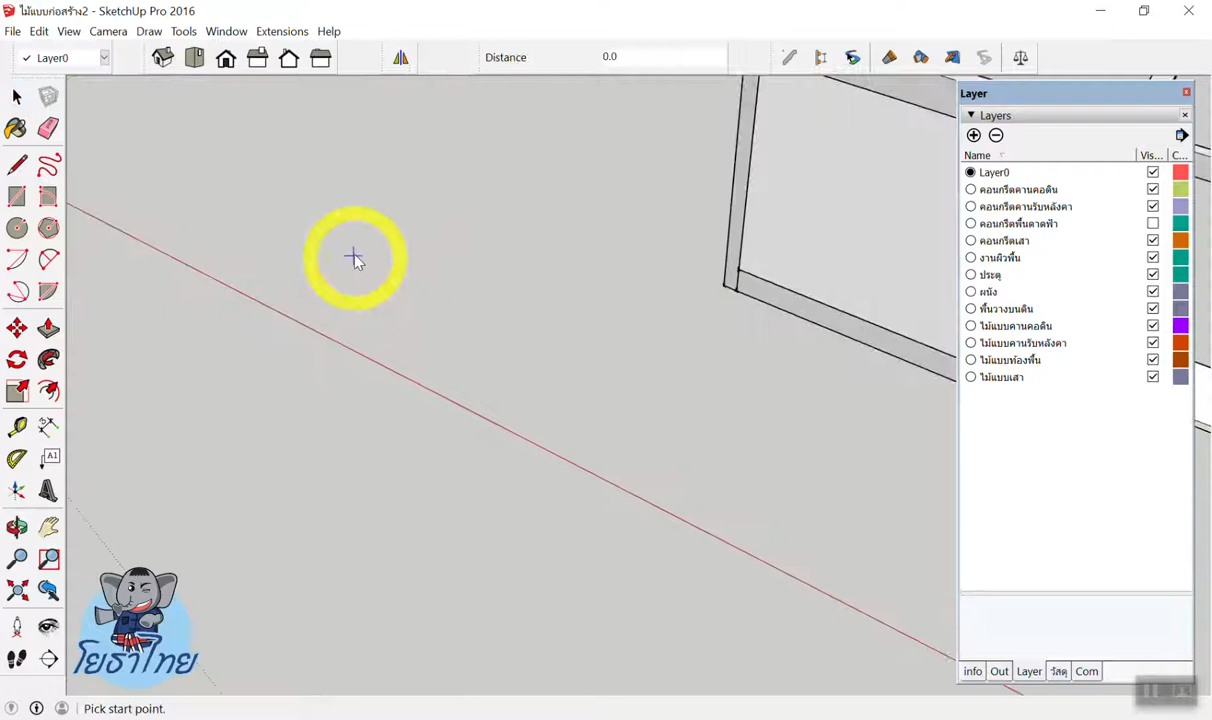 ไม้แบบก่อสร้าง2 - SketchUp Pro 2016
File Edit View Camera Draw Tools Window Extensions Help
Layer0
Distance 0.0
Layer
Layers
Name Vis... C...
Layer0
คอนกรีตคานคอดิน
คอนกรีตคานรับหลังคา
คอนกรีตพื้นดาดฟ้า
คอนกรีตเสา
งานผิวพื้น
ประตู
ผนัง
พื้นวางบนดิน
ไม้แบบคานคอดิน
ไม้แบบคานรับหลังคา
ไม้แบบท้องพื้น
ไม้แบบเสา
A1
โยธาไทย
info Out Layer วัสดุ Com
Pick start point.